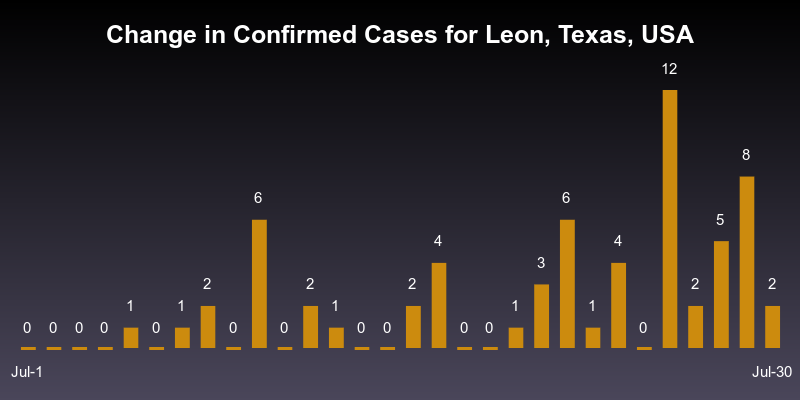 Change in Confirmed Cases for Leon, Texas, USA
0 0 0 0 1 0 1 2 0 6 0 2 1 0 0 2 4 0 0 1 3 6 1 4 0 12 2 5 8 2
Jul-1 Jul-30